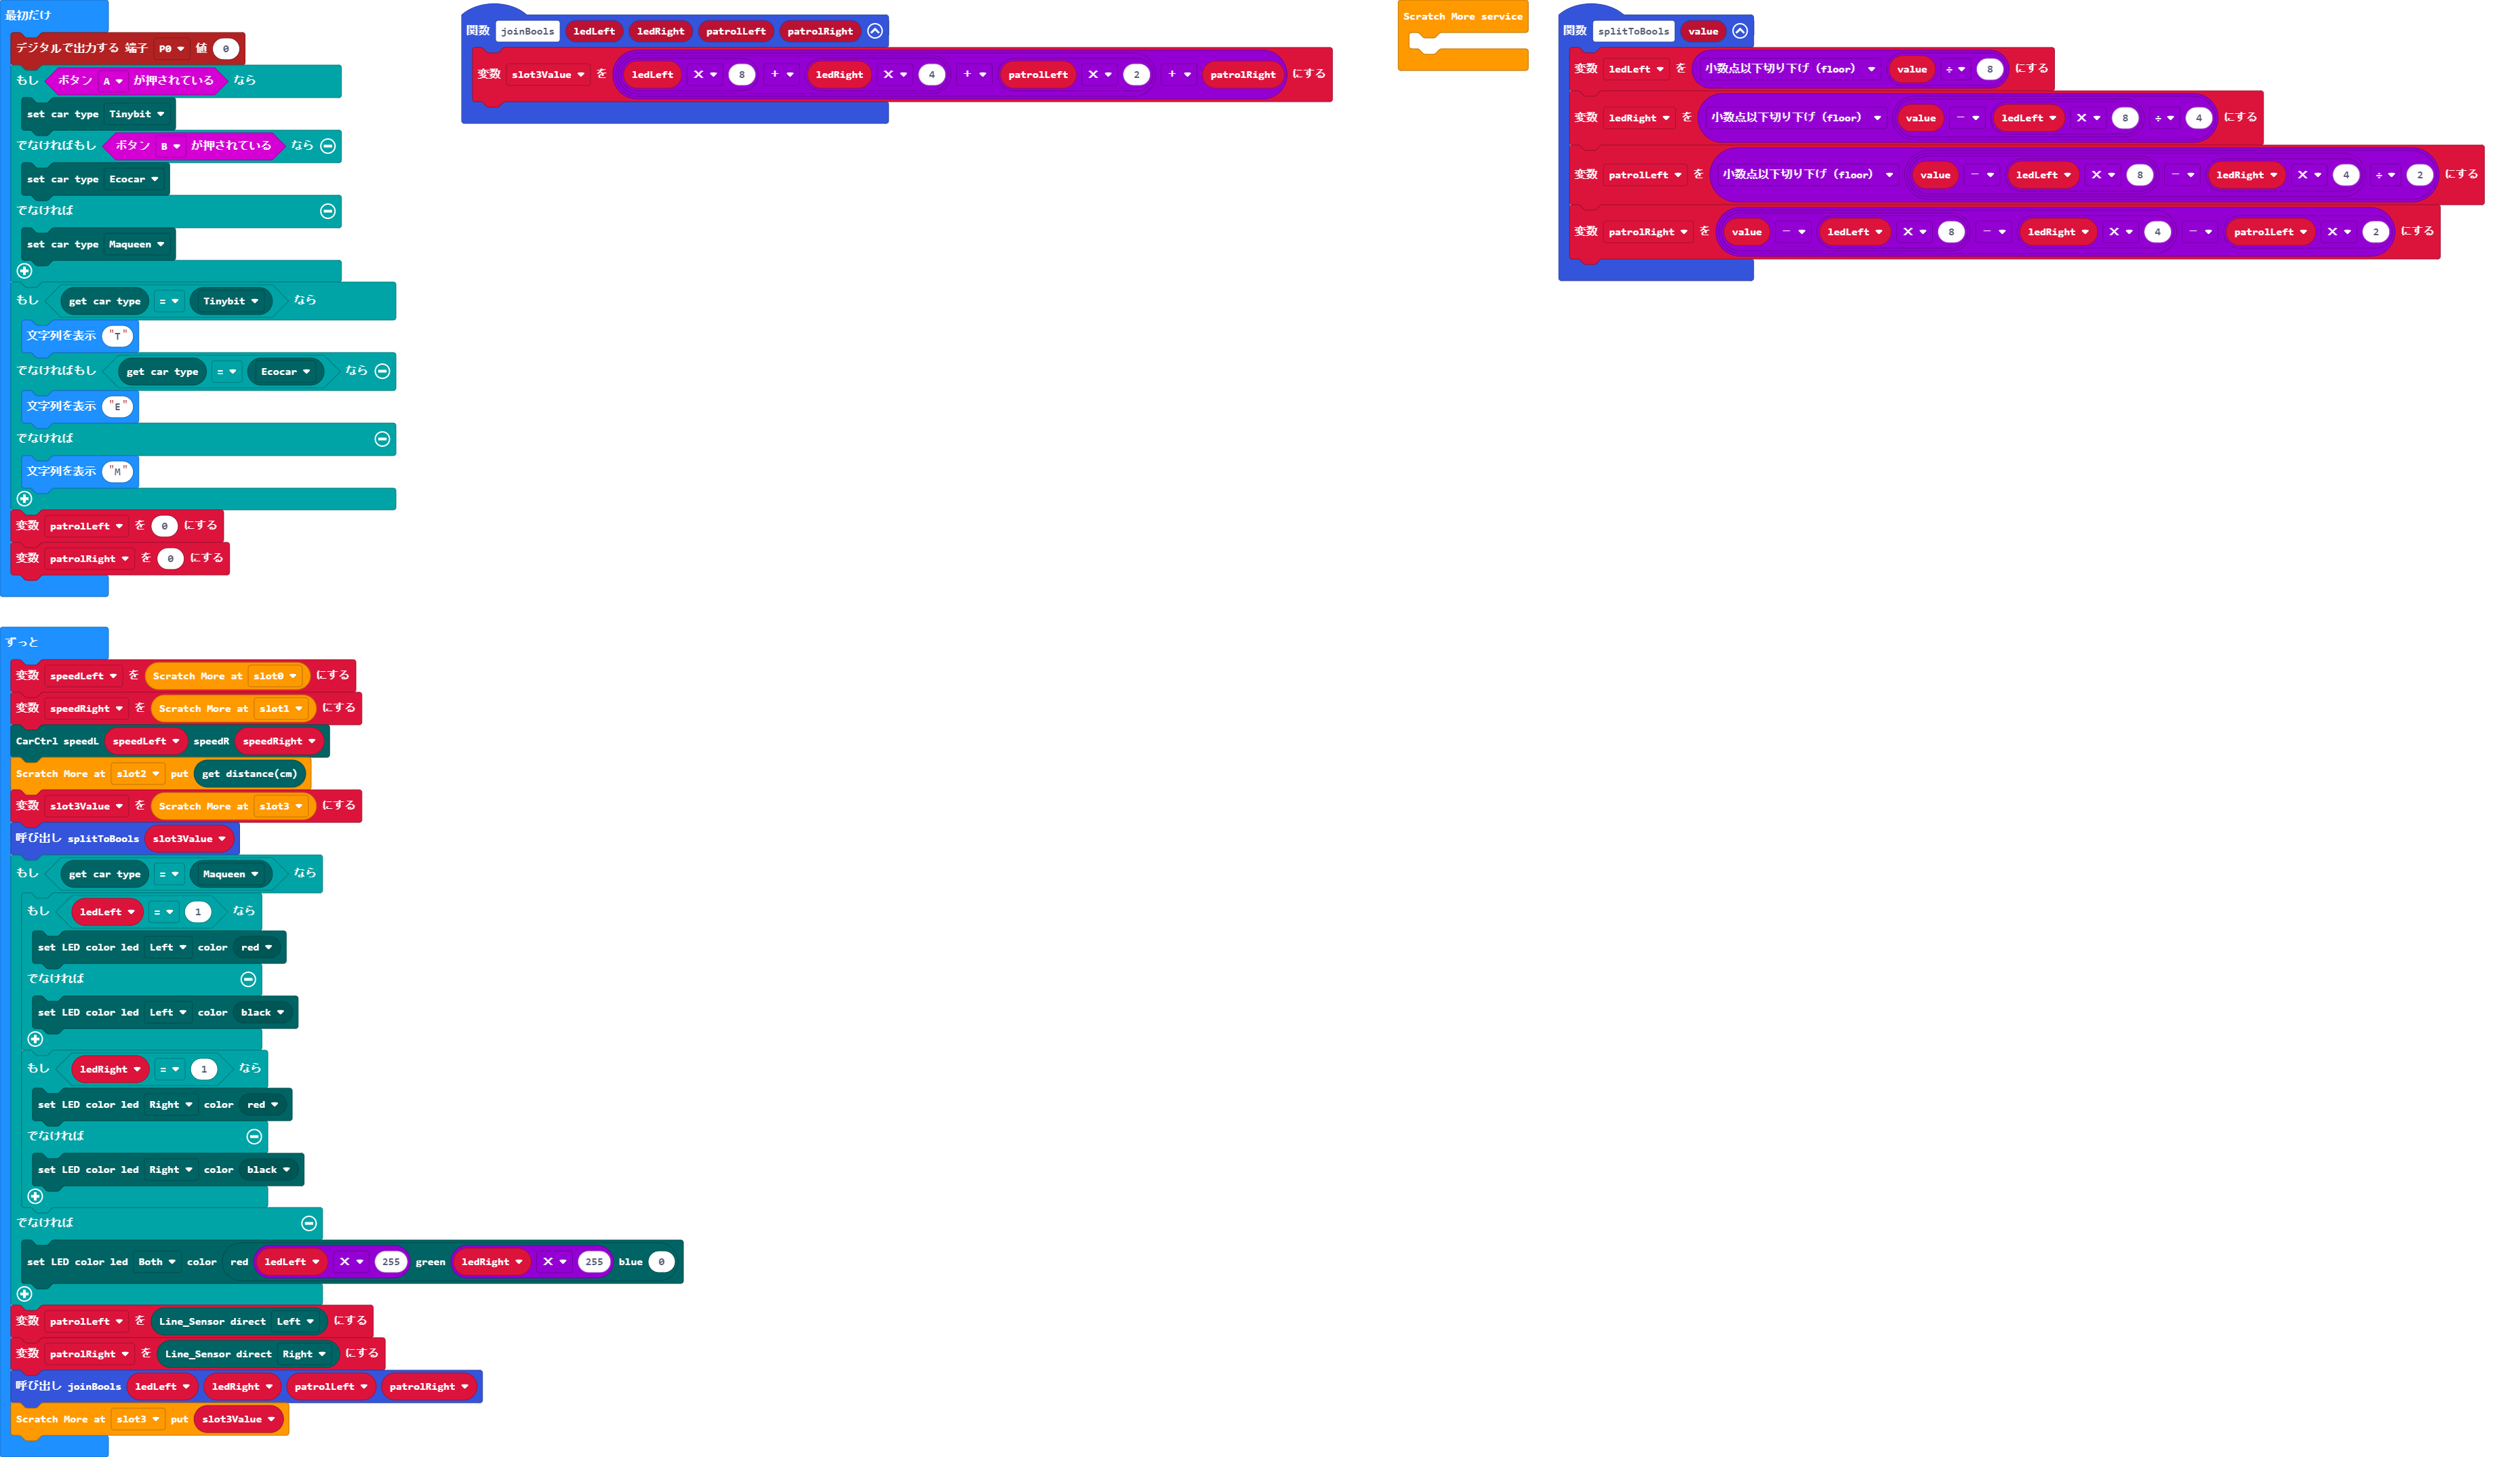 最初だけ
デジタルで出力する 端子 P0 値 0
もし ボタン A が押されている なら
set car type Tinybit
でなければもし ボタン B が押されている なら
set car type Ecocar
でなければ
set car type Maqueen
もし get car type = Tinybit なら
文字列を表示 "T"
でなければもし get car type = Ecocar なら
文字列を表示 "E"
でなければ
文字列を表示 "M"
変数 patrolLeft を 0 にする
変数 patrolRight を 0 にする
関数 joinBools ledLeft ledRight patrolLeft patrolRight
変数 slot3Value を ledLeft × 8 + ledRight × 4 + patrolLeft × 2 + patrolRight にする
Scratch More service
関数 splitToBools value
変数 ledLeft を 小数点以下切り下げ (floor) value ÷ 8 にする
変数 ledRight を 小数点以下切り下げ (floor) value - ledLeft × 8 ÷ 4 にする
変数 patrolLeft を 小数点以下切り下げ (floor) value - ledLeft × 8 - ledRight × 4 ÷ 2 にする
変数 patrolRight を value - ledLeft × 8 - ledRight × 4 - patrolLeft × 2 にする
ずっと
変数 speedLeft を Scratch More at slot0 にする
変数 speedRight を Scratch More at slot1 にする
CarCtrl speedL speedLeft speedR speedRight
Scratch More at slot2 put get distance(cm)
変数 slot3Value を Scratch More at slot3 にする
呼び出し splitToBools slot3Value
もし get car type = Maqueen なら
もし ledLeft = 1 なら
set LED color led Left color red
でなければ
set LED color led Left color black
もし ledRight = 1 なら
set LED color led Right color red
でなければ
set LED color led Right color black
でなければ
set LED color led Both color red ledLeft × 255 green ledRight × 255 blue 0
変数 patrolLeft を Line_Sensor direct Left にする
変数 patrolRight を Line_Sensor direct Right にする
呼び出し joinBools ledLeft ledRight patrolLeft patrolRight
Scratch More at slot3 put slot3Value